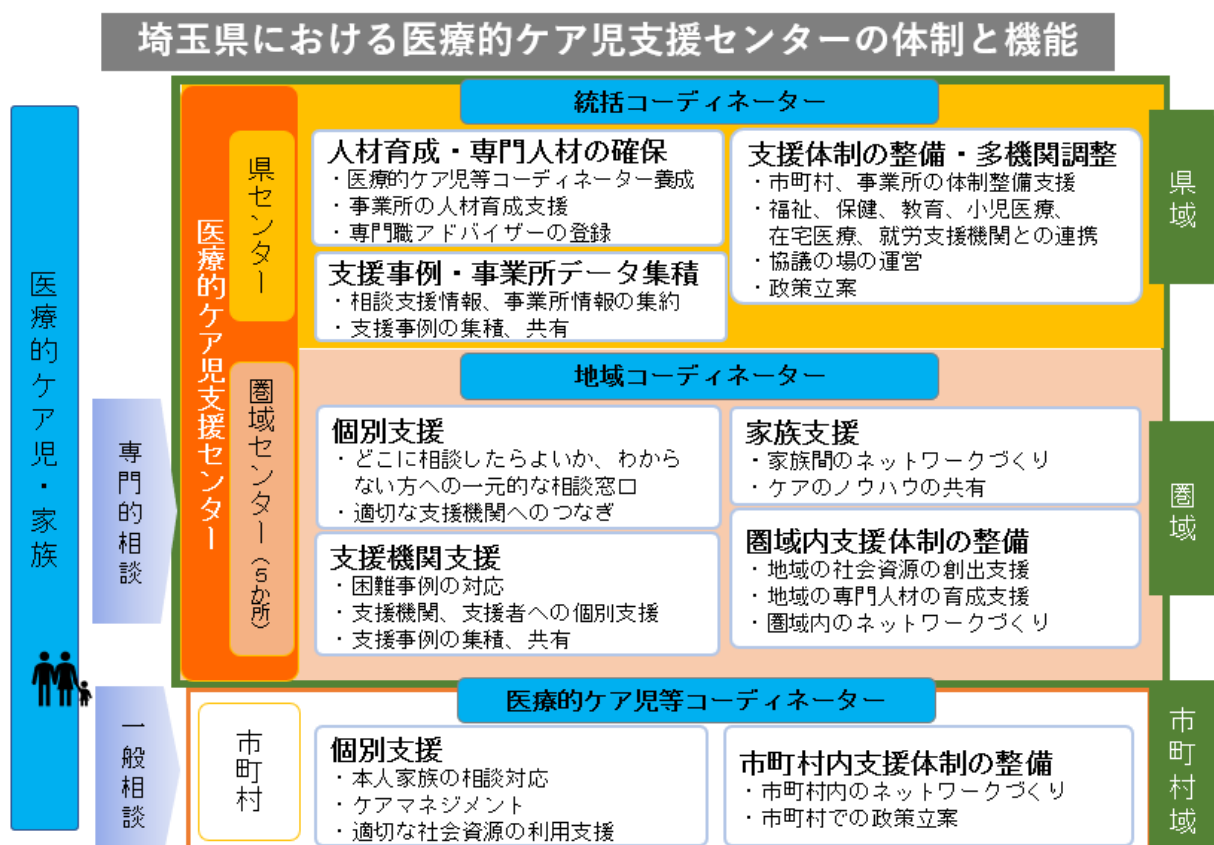 埼玉県における医療的ケア児支援センターの体制と機能
医療的ケア児・家族
専門的相談
一般相談
医療的ケア児支援センター
県センター
統括コーディネーター
人材育成・専門人材の確保
・医療的ケア児等コーディネーター養成
・事業所の人材育成支援
・専門職アドバイザーの登録
支援事例・事業所データ集積
・相談支援情報、事業所情報の集約
・支援事例の集積、共有
支援体制の整備・多機関調整
・市町村、事業所の体制整備支援
・福祉、保健、教育、小児医療、
在宅医療、就労支援機関との連携
・協議の場の運営
・政策立案
県域
圏域センター（5か所）
地域コーディネーター
個別支援
・どこに相談したらよいか、わから
ない方への一元的な相談窓口
・適切な支援機関へのつなぎ
支援機関支援
・困難事例の対応
・支援機関、支援者への個別支援
・支援事例の集積、共有
家族支援
・家族間のネットワークづくり
・ケアのノウハウの共有
圏域内支援体制の整備
・地域の社会資源の創出支援
・地域の専門人材の育成支援
・圏域内のネットワークづくり
圏域
市町村
医療的ケア児等コーディネーター
個別支援
・本人家族の相談対応
・ケアマネジメント
・適切な社会資源の利用支援
市町村内支援体制の整備
・市町村内のネットワークづくり
・市町村での政策立案
市町村域